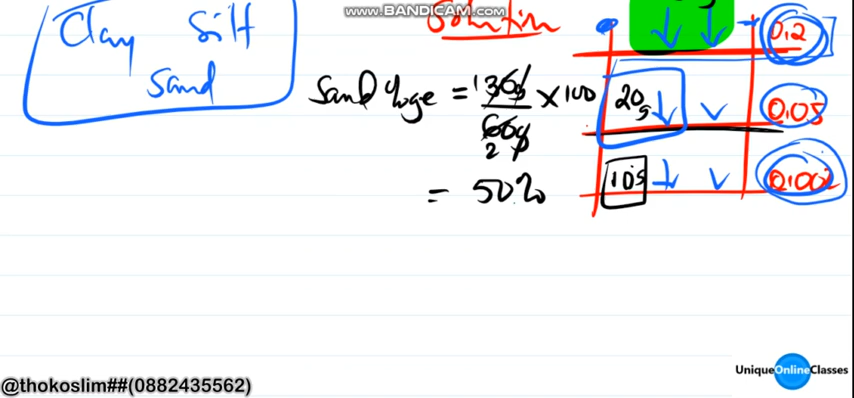 WWW.BANDICAM.COM
Solution
Clay Silt
Sand
0.2
Sand %age = 30g × 100
60g
2
20g
0.05
= 50%
10g
0.002
UniqueOnlineClasses
@thokoslim##(0882435562)